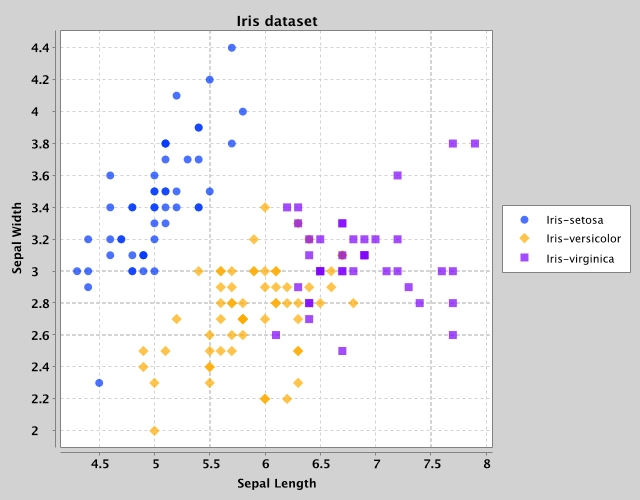 Iris dataset
4.4
4.2
4
3.8
3.6
3.4
3.2
3
2.8
2.6
2.4
2.2
2
Sepal Width
4.5 5 5.5 6 6.5 7 7.5 8
Sepal Length
Iris-setosa
Iris-versicolor
Iris-virginica